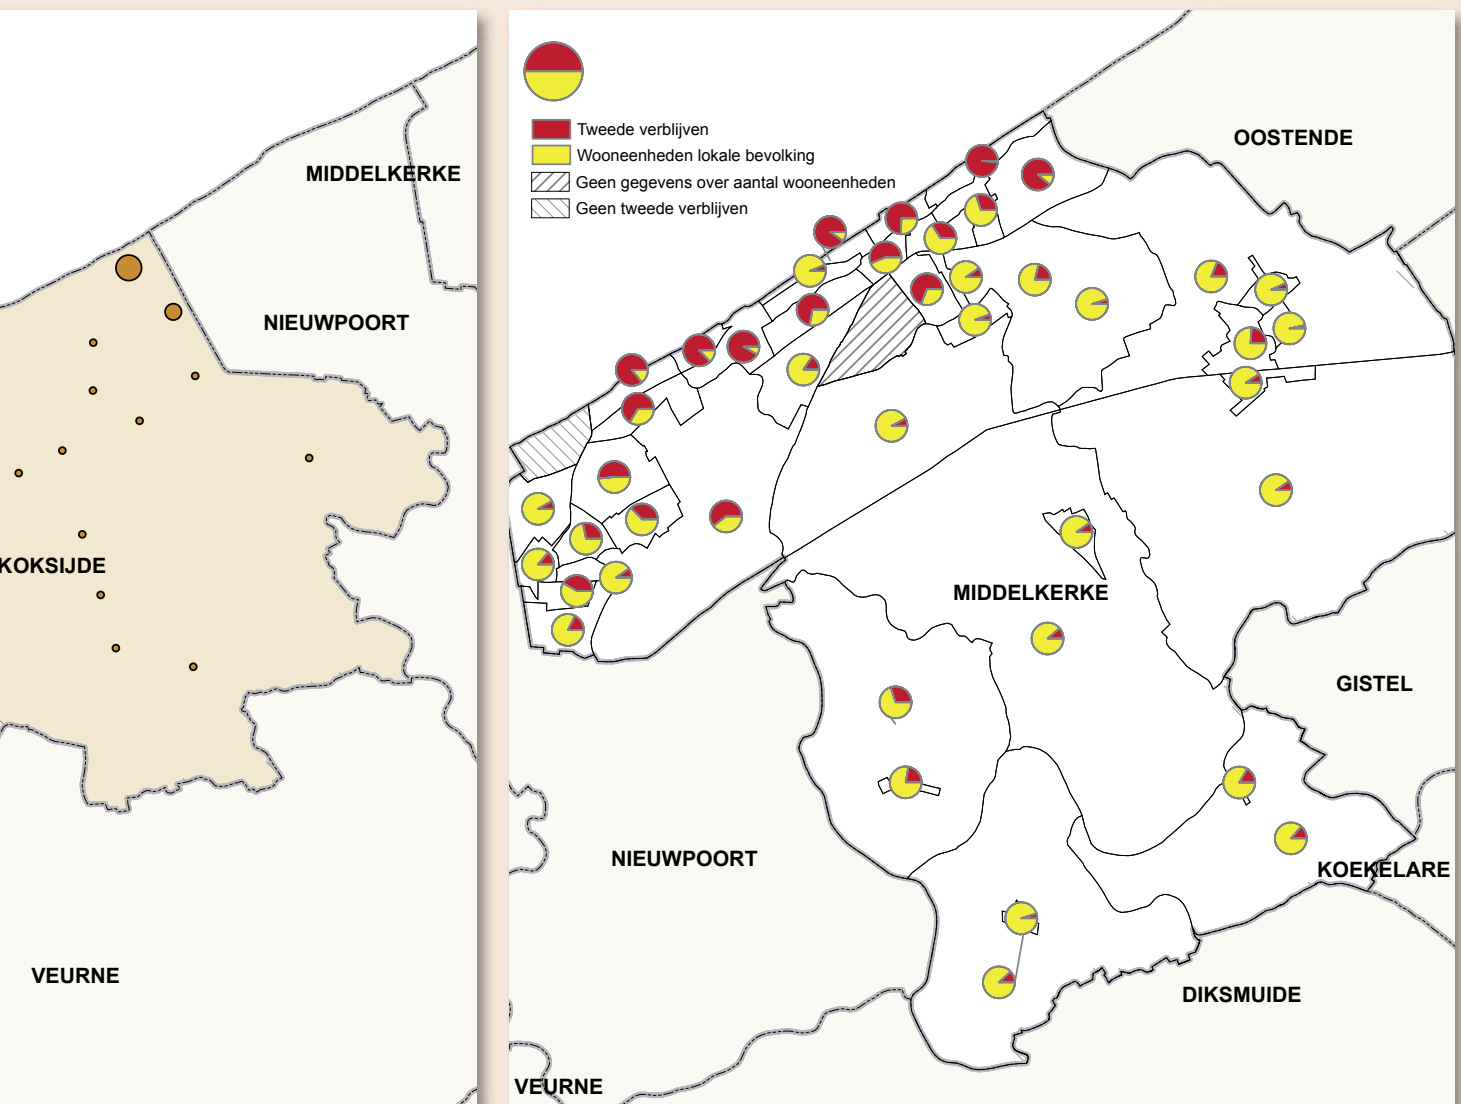 MIDDELKERKE
NIEUWPOORT
KOKSIJDE
VEURNE
Tweede verblijven
Wooneenheden lokale bevolking
Geen gegevens over aantal wooneenheden
Geen tweede verblijven
OOSTENDE
MIDDELKERKE
GISTEL
NIEUWPOORT
KOEKELARE
DIKSMUIDE
VEURNE